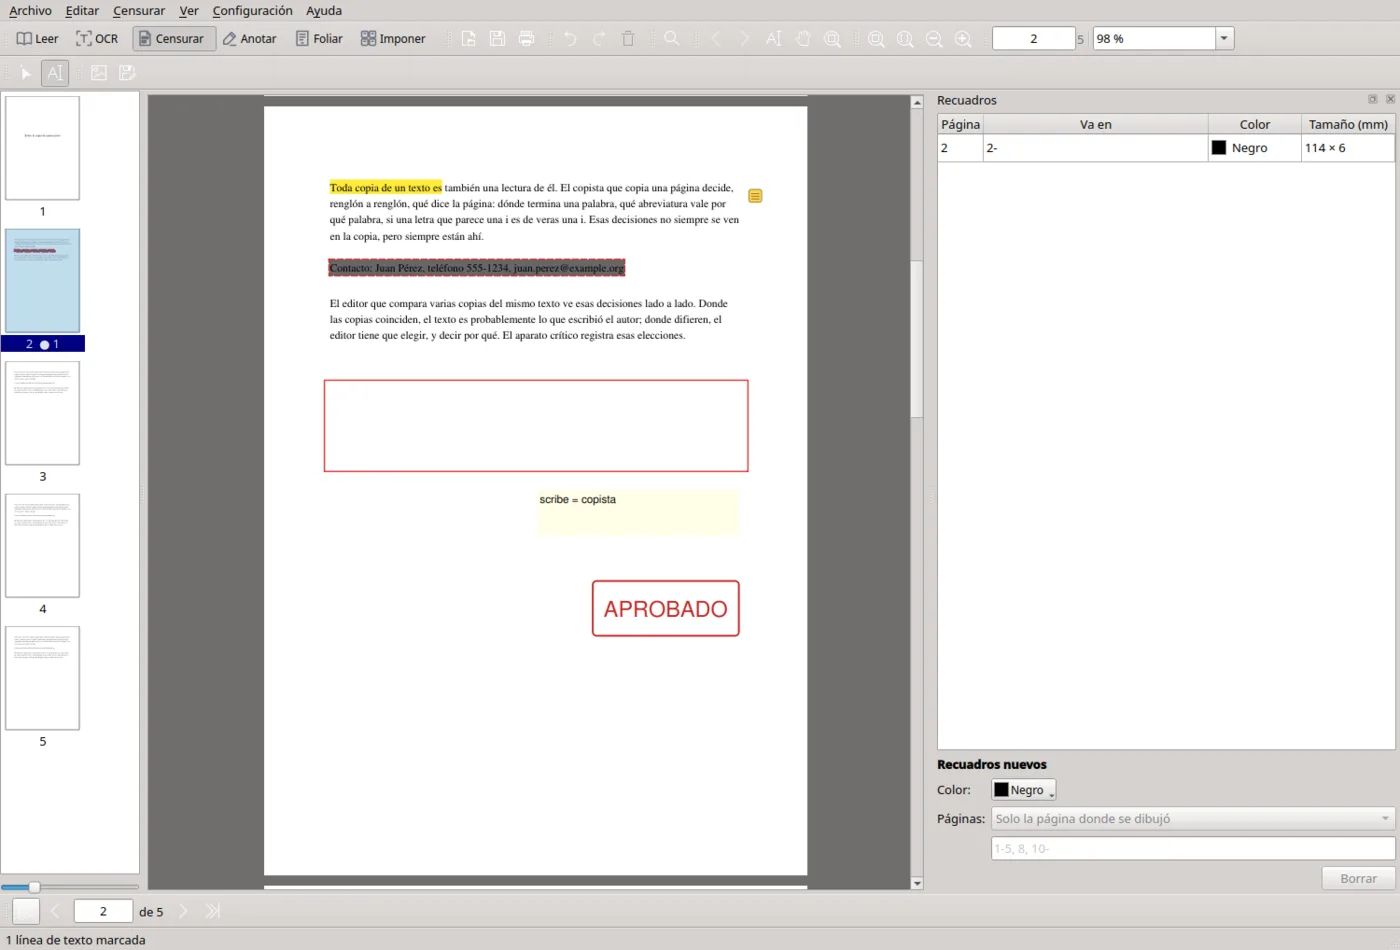 Archivo Editar Censurar Ver Configuración Ayuda
Leer OCR Censurar Anotar Foliar Imponer 2 5 98 %
1
2 1
3
4
5
Toda copia de un texto es también una lectura de él. El copista que copia una página decide,
renglón a renglón, qué dice la página: dónde termina una palabra, qué abreviatura vale por
qué palabra, si una letra que parece una i es de veras una i. Esas decisiones no siempre se ven
en la copia, pero siempre están ahí.
Contacto: Juan Pérez, teléfono 555-1234, juan.perez@example.org
El editor que compara varias copias del mismo texto ve esas decisiones lado a lado. Donde
las copias coinciden, el texto es probablemente lo que escribió el autor; donde difieren, el
editor tiene que elegir, y decir por qué. El aparato crítico registra esas elecciones.
scribe = copista
APROBADO
Recuadros
Página Va en Color Tamaño (mm)
2 2- Negro 114 × 6
Recuadros nuevos
Color: Negro
Páginas: Solo la página donde se dibujó
1-5, 8, 10-
Borrar
2 de 5
1 línea de texto marcada